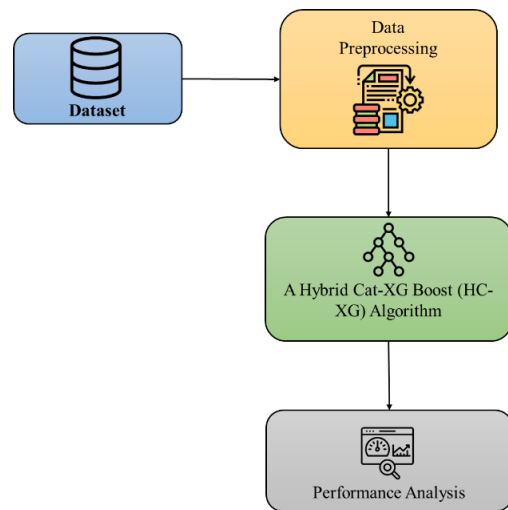 Dataset
Data
Preprocessing
A Hybrid Cat-XG Boost (HC-
XG) Algorithm
Performance Analysis